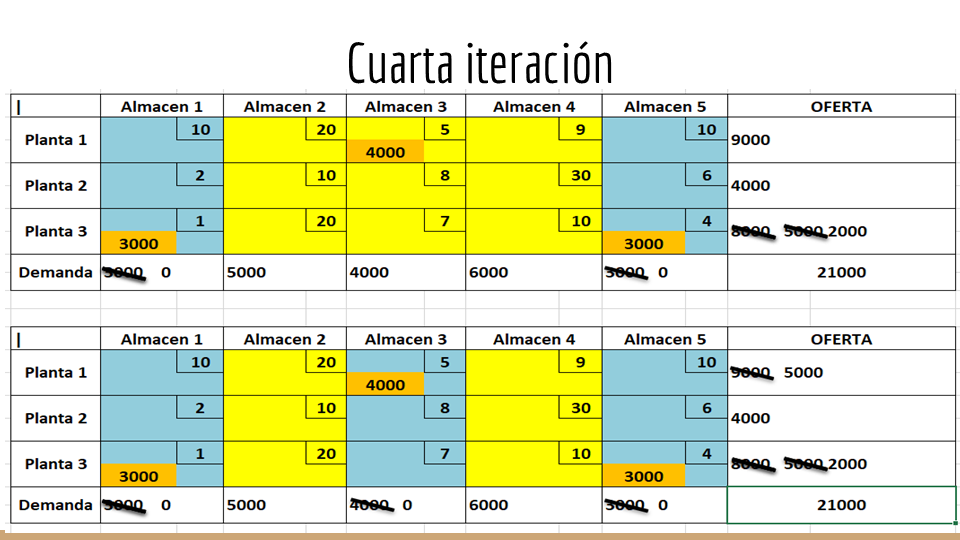 Cuarta iteración
| Almacen 1 Almacen 2 Almacen 3 Almacen 4 Almacen 5 OFERTA
Planta 1 10 20 5 9 10 9000
4000
Planta 2 2 10 8 30 6 4000
Planta 3 1 20 7 10 4 8000 5000 2000
3000 3000
Demanda 3000 0 5000 4000 6000 3000 0 21000
| Almacen 1 Almacen 2 Almacen 3 Almacen 4 Almacen 5 OFERTA
Planta 1 10 20 5 9 10 9000 5000
4000
Planta 2 2 10 8 30 6 4000
Planta 3 1 20 7 10 4 8000 5000 2000
3000 3000
Demanda 3000 0 5000 4000 0 6000 3000 0 21000